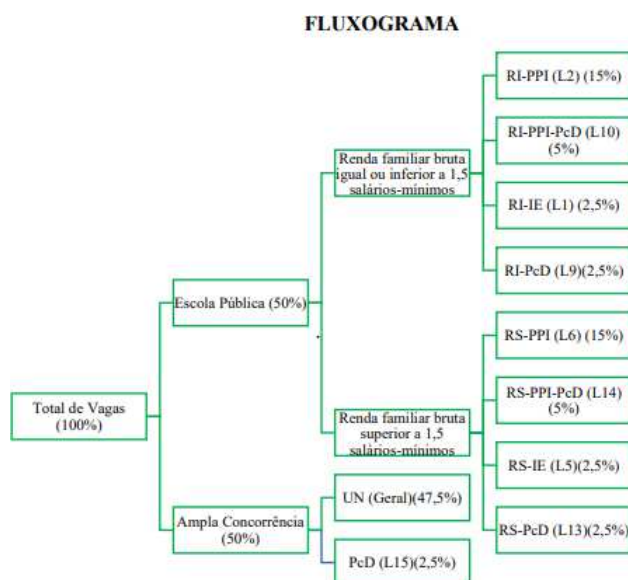 FLUXOGRAMA
Total de Vagas
(100%)
Escola Pública (50%)
Renda familiar bruta
igual ou inferior a 1,5
salários-mínimos
RI-PPI (L2) (15%)
RI-PPI-PcD (L10)
(5%)
RI-IE (L1) (2,5%)
RI-PcD (L9)(2,5%)
Renda familiar bruta
superior a 1,5
salários-mínimos
RS-PPI (L6) (15%)
RS-PPI-PcD (L14)
(5%)
RS-IE (L5)(2,5%)
RS-PcD (L13)(2,5%)
Ampla Concorrência
(50%)
UN (Geral)(47,5%)
PcD (L15)(2,5%)